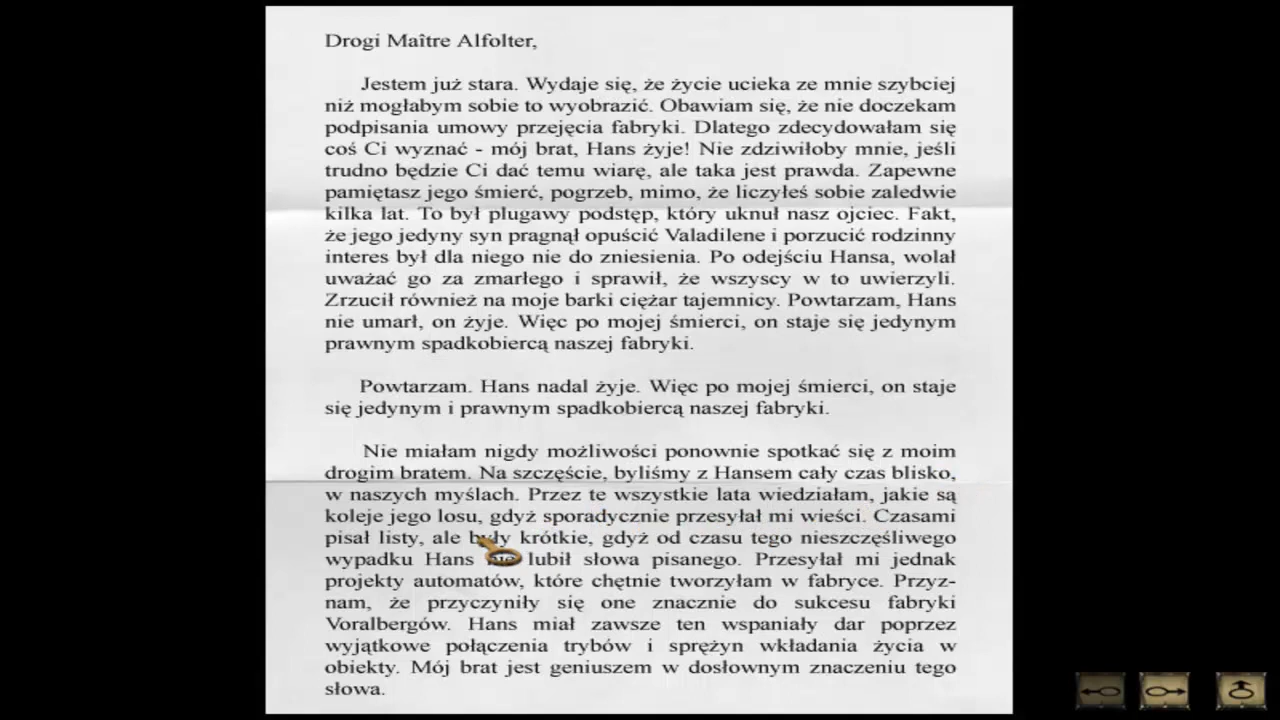 Drogi Maître Alfolter,
Jestem już stara. Wydaje się, że życie ucieka ze mnie szybciej
niż mogłabym sobie to wyobrazić. Obawiam się, że nie doczekam
podpisania umowy przejęcia fabryki. Dlatego zdecydowałam się
coś Ci wyznać - mój brat, Hans żyje! Nie zdziwiłoby mnie, jeśli
trudno będzie Ci dać temu wiarę, ale taka jest prawda. Zapewne
pamiętasz jego śmierć, pogrzeb, mimo, że liczyłeś sobie zaledwie
kilka lat. To był plugawy podstęp, który uknuł nasz ojciec. Fakt,
że jego jedyny syn pragnął opuścić Valadilene i porzucić rodzinny
interes był dla niego nie do zniesienia. Po odejściu Hansa, wolał
uważać go za zmarłego i sprawił, że wszyscy w to uwierzyli.
Zrzucił również na moje barki ciężar tajemnicy. Powtarzam, Hans
nie umarł, on żyje. Więc po mojej śmierci, on staje się jedynym
prawnym spadkobiercą naszej fabryki.
Powtarzam. Hans nadal żyje. Więc po mojej śmierci, on staje
się jedynym i prawnym spadkobiercą naszej fabryki.
Nie miałam nigdy możliwości ponownie spotkać się z moim
drogim bratem. Na szczęście, byliśmy z Hansem cały czas blisko,
w naszych myślach. Przez te wszystkie lata wiedziałam, jakie są
koleje jego losu, gdyż sporadycznie przesyłał mi wieści. Czasami
pisał listy, ale były krótkie, gdyż od czasu tego nieszczęśliwego
wypadku Hans nie lubił słowa pisanego. Przesyłał mi jednak
projekty automatów, które chętnie tworzyłam w fabryce. Przyz-
nam, że przyczyniły się one znacznie do sukcesu fabryki
Voralbergów. Hans miał zawsze ten wspaniały dar poprzez
wyjątkowe połączenia trybów i sprężyn wkładania życia w
obiekty. Mój brat jest geniuszem w dosłownym znaczeniu tego
słowa.